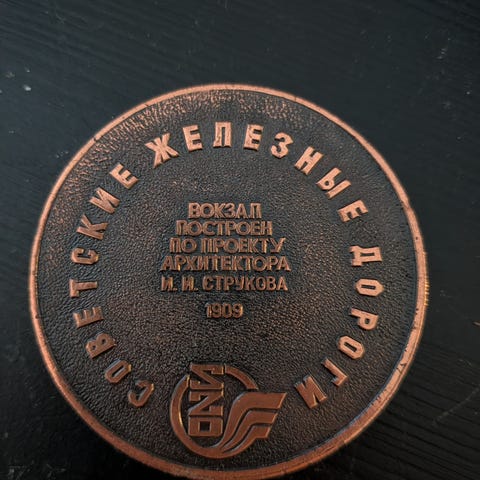 СОВЕТСКИЕ ЖЕЛЕЗНЫЕ ДОРОГИ
ВОКЗАЛ
ПОСТРОЕН
ПО ПРОЕКТУ
АРХИТЕКТОРА
И. И. СТРУКОВА
1909